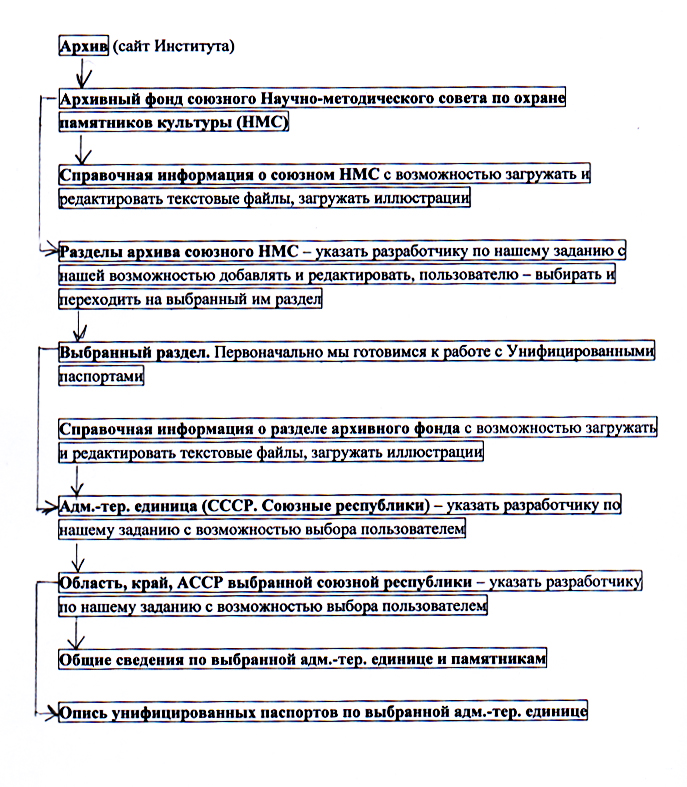 Архив (сайт Института)
Архивный фонд союзного Научно-методического совета по охране
памятников культуры (НМС)
Справочная информация о союзном НМС с возможностью загружать и
редактировать текстовые файлы, загружать иллюстрации
Разделы архива союзного НМС – указать разработчику по нашему заданию с
нашей возможностью добавлять и редактировать, пользователю – выбирать и
переходить на выбранный им раздел
Выбранный раздел. Первоначально мы готовимся к работе с Унифицированными
паспортами
Справочная информация о разделе архивного фонда с возможностью загружать
и редактировать текстовые файлы, загружать иллюстрации
Адм.-тер. единица (СССР. Союзные республики) – указать разработчику по
нашему заданию с возможностью выбора пользователем
Область, край, АССР выбранной союзной республики – указать разработчику
по нашему заданию с возможностью выбора пользователем
Общие сведения по выбранной адм.-тер. единице и памятникам
Опись унифицированных паспортов по выбранной адм.-тер. единице